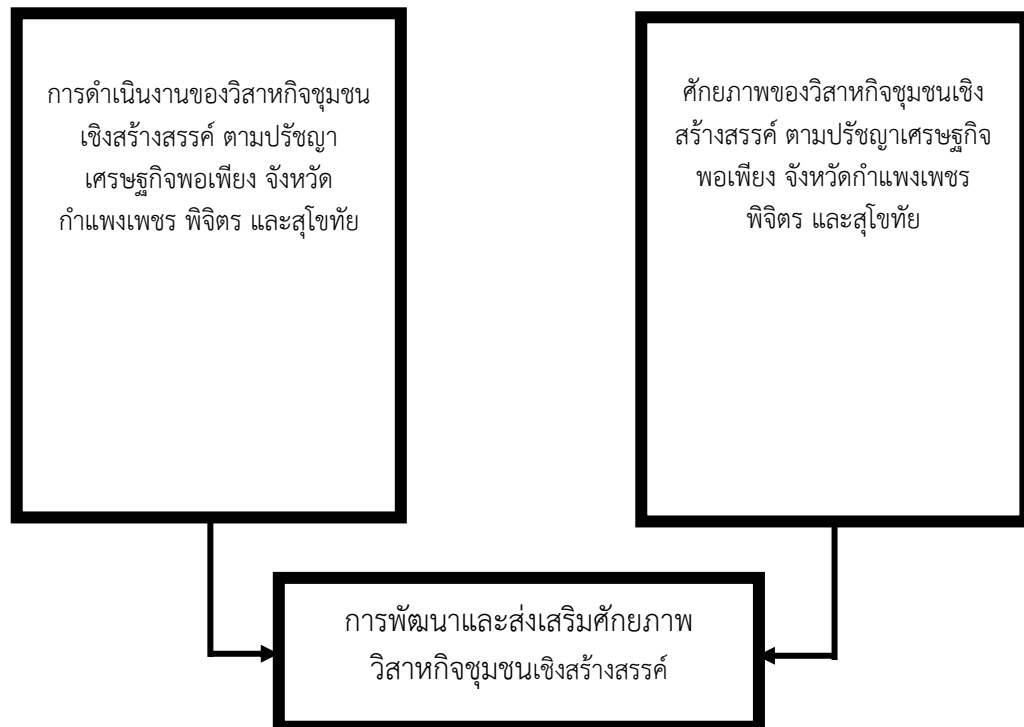 การดำเนินงานของวิสาหกิจชุมชน
เชิงสร้างสรรค์ ตามปรัชญา
เศรษฐกิจพอเพียง จังหวัด
กำแพงเพชร พิจิตร และสุโขทัย
ศักยภาพของวิสาหกิจชุมชนเชิง
สร้างสรรค์ ตามปรัชญาเศรษฐกิจ
พอเพียง จังหวัดกำแพงเพชร
พิจิตร และสุโขทัย
การพัฒนาและส่งเสริมศักยภาพ
วิสาหกิจชุมชนเชิงสร้างสรรค์